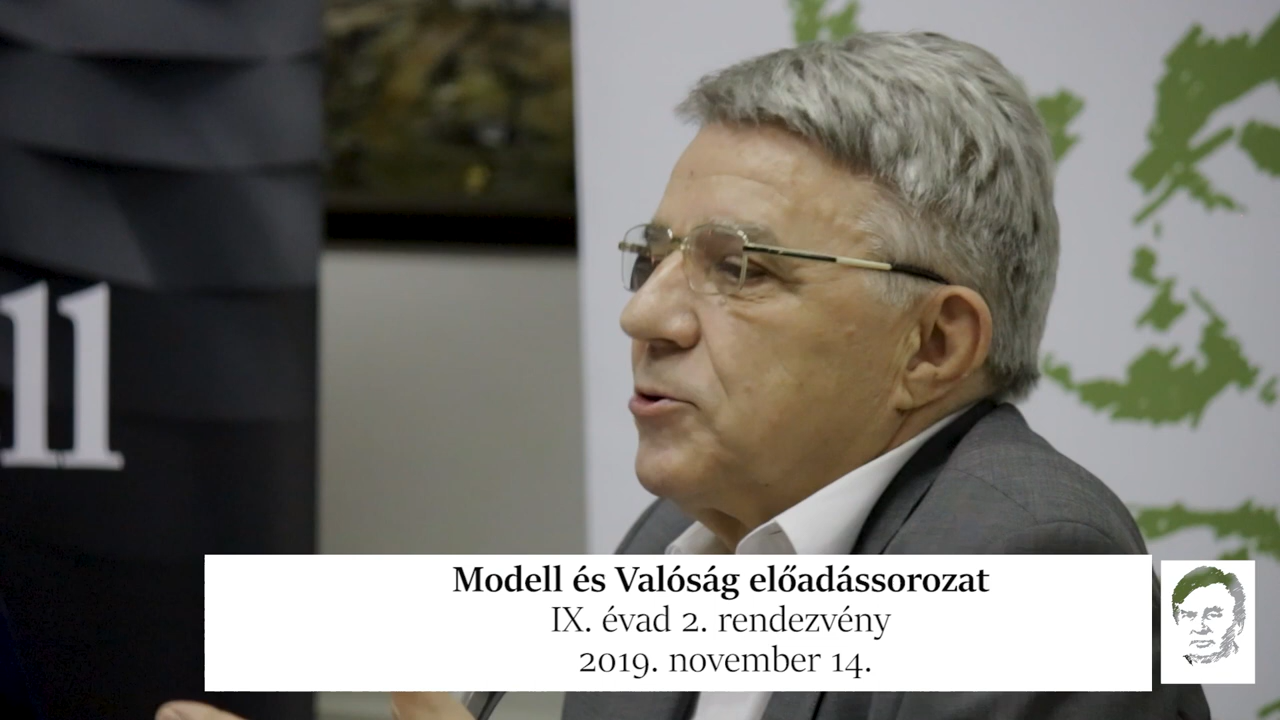 11
Modell és Valóság előadássorozat
IX. évad 2. rendezvény
2019. november 14.